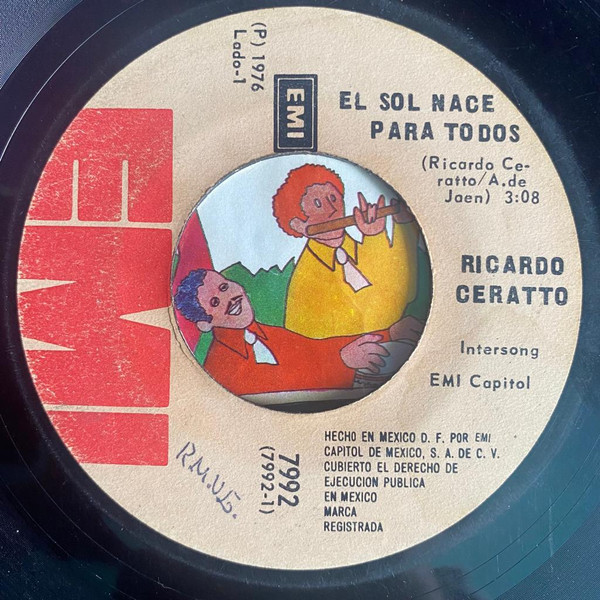 EMI
(P) 1976
Lado-1
EMI
EL SOL NACE
PARA TODOS
(Ricardo Ce-
ratto/A.de
Jaen) 3:08
RICARDO
CERATTO
Intersong
EMI Capitol
7992
(7992-1)
HECHO EN MEXICO D. F. POR EMI
CAPITOL DE MEXICO, S. A. DE C. V.
CUBIERTO EL DERECHO DE
EJECUCION PUBLICA
EN MEXICO
MARCA
REGISTRADA